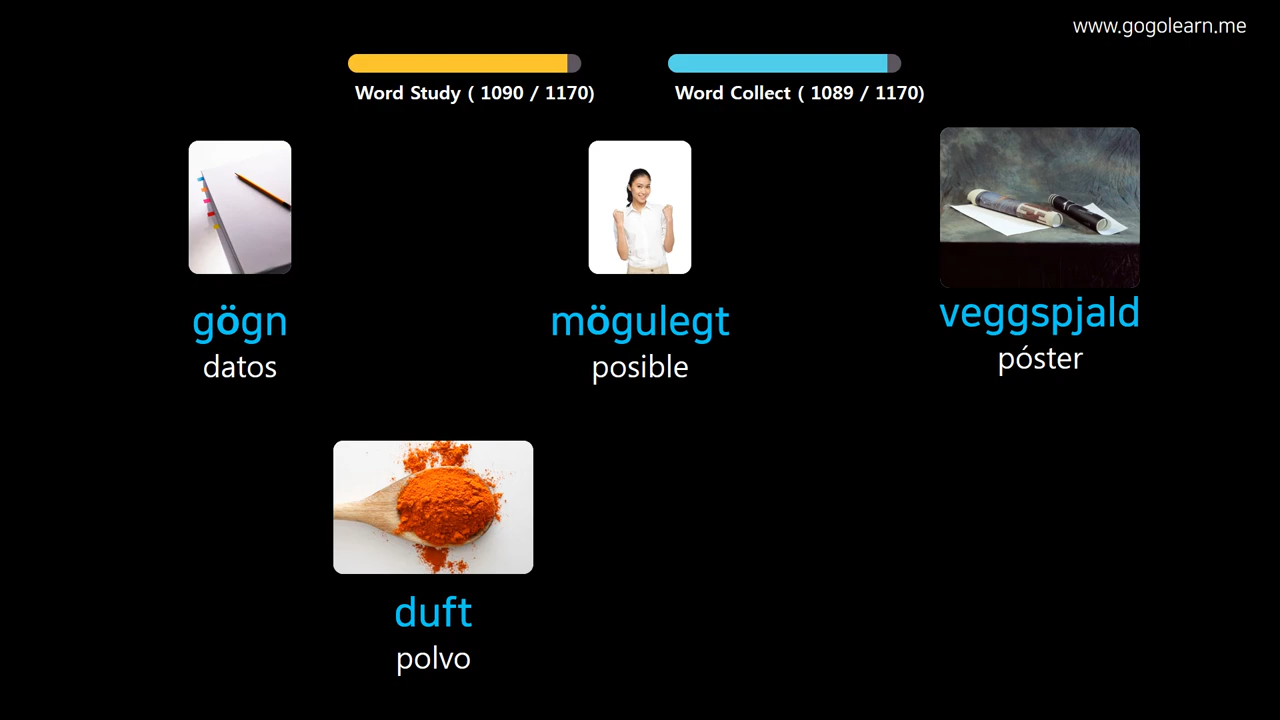 www.gogolearn.me
Word Study ( 1090 / 1170)
Word Collect ( 1089 / 1170)
gögn
datos
mögulegt
posible
veggspjald
póster
duft
polvo